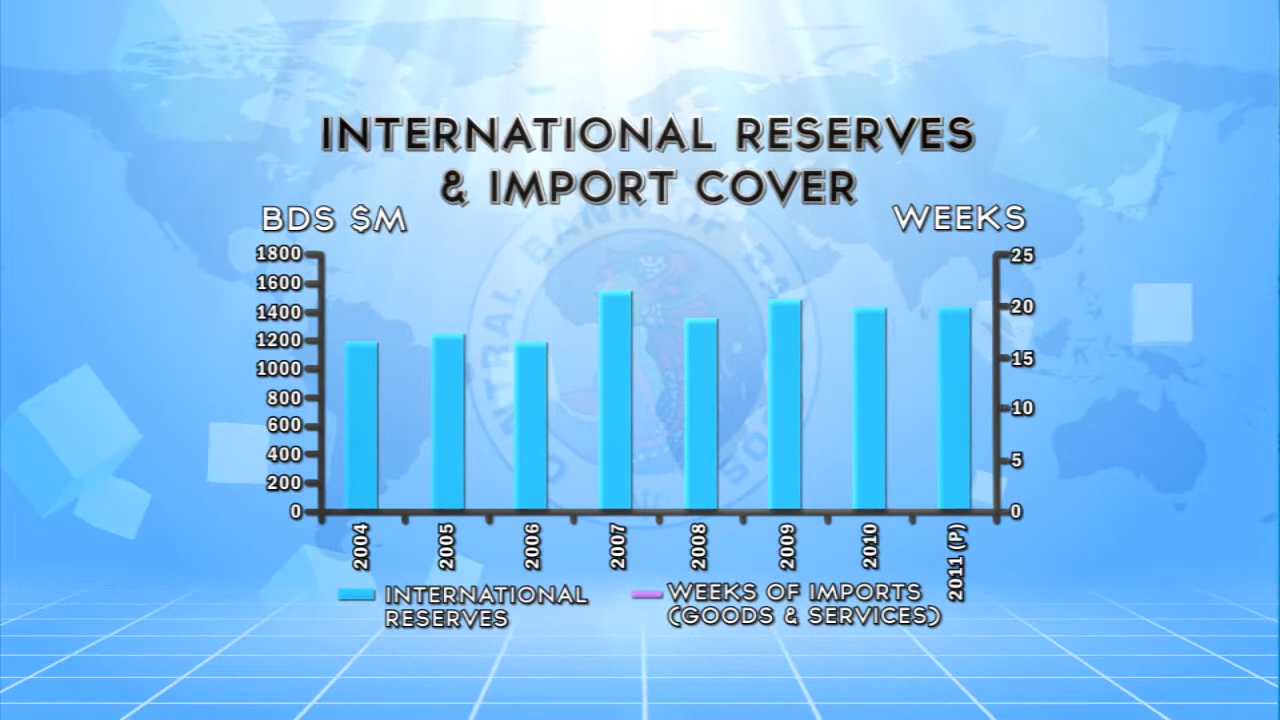 INTERNATIONAL RESERVES
& IMPORT COVER
BDS $M
WEEKS
1800
1600
1400
1200
1000
800
600
400
200
0
25
20
15
10
5
0
2004
2005
2006
2007
2008
2009
2010
2011 (P)
INTERNATIONAL
RESERVES
WEEKS OF IMPORTS
(GOODS & SERVICES)